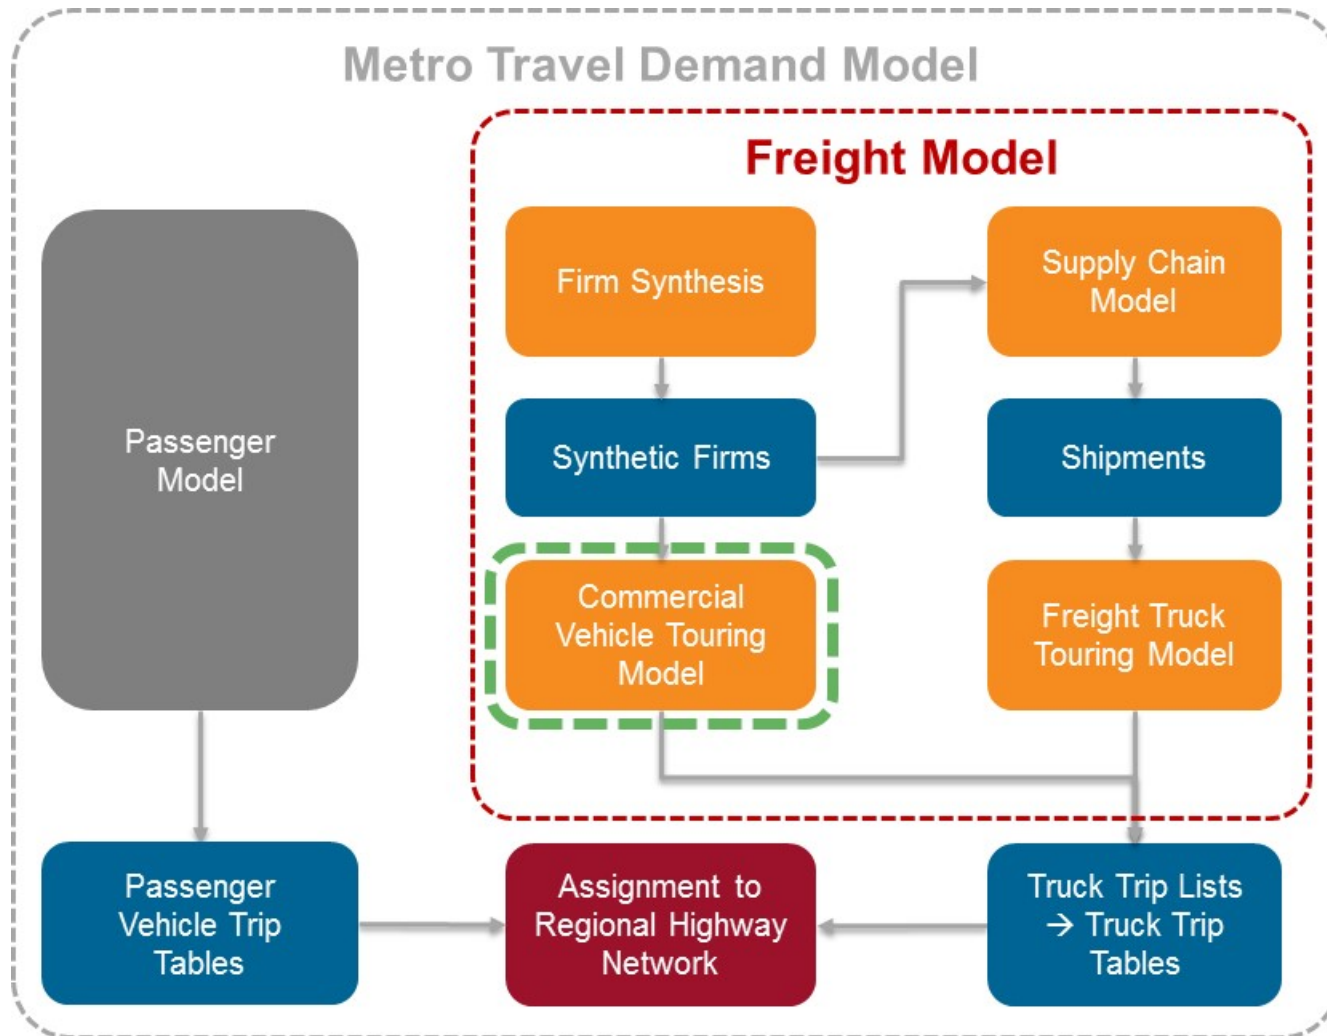 Metro Travel Demand Model
Freight Model
Passenger
Model
Firm Synthesis
Supply Chain
Model
Synthetic Firms
Shipments
Commercial
Vehicle Touring
Model
Freight Truck
Touring Model
Passenger
Vehicle Trip
Tables
Assignment to
Regional Highway
Network
Truck Trip Lists
→ Truck Trip
Tables